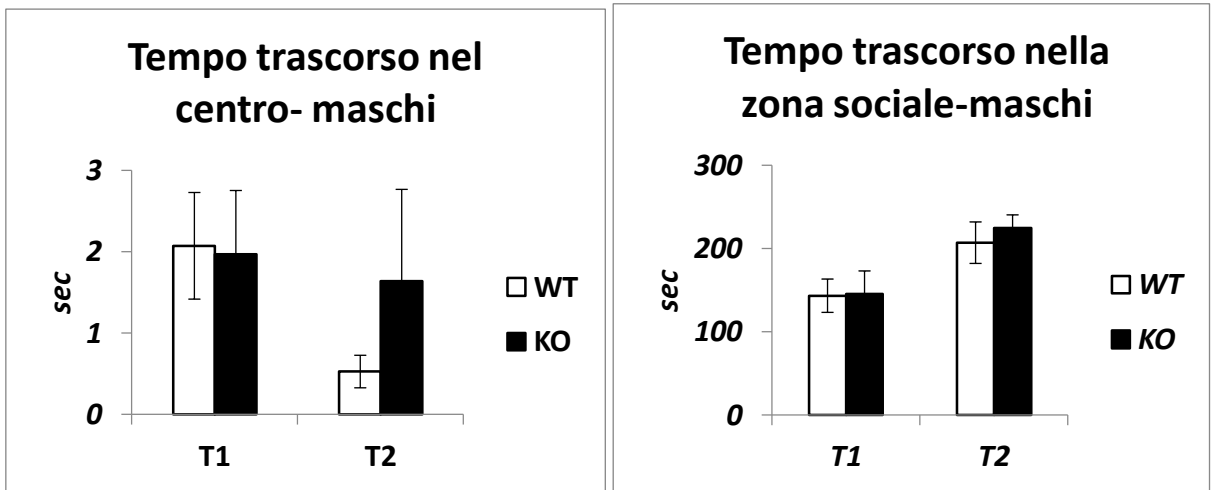 Tempo trascorso nel
centro- maschi
3
2
1
0
sec
T1
T2
WT
KO
Tempo trascorso nella
zona sociale-maschi
300
200
100
0
sec
T1
T2
WT
KO